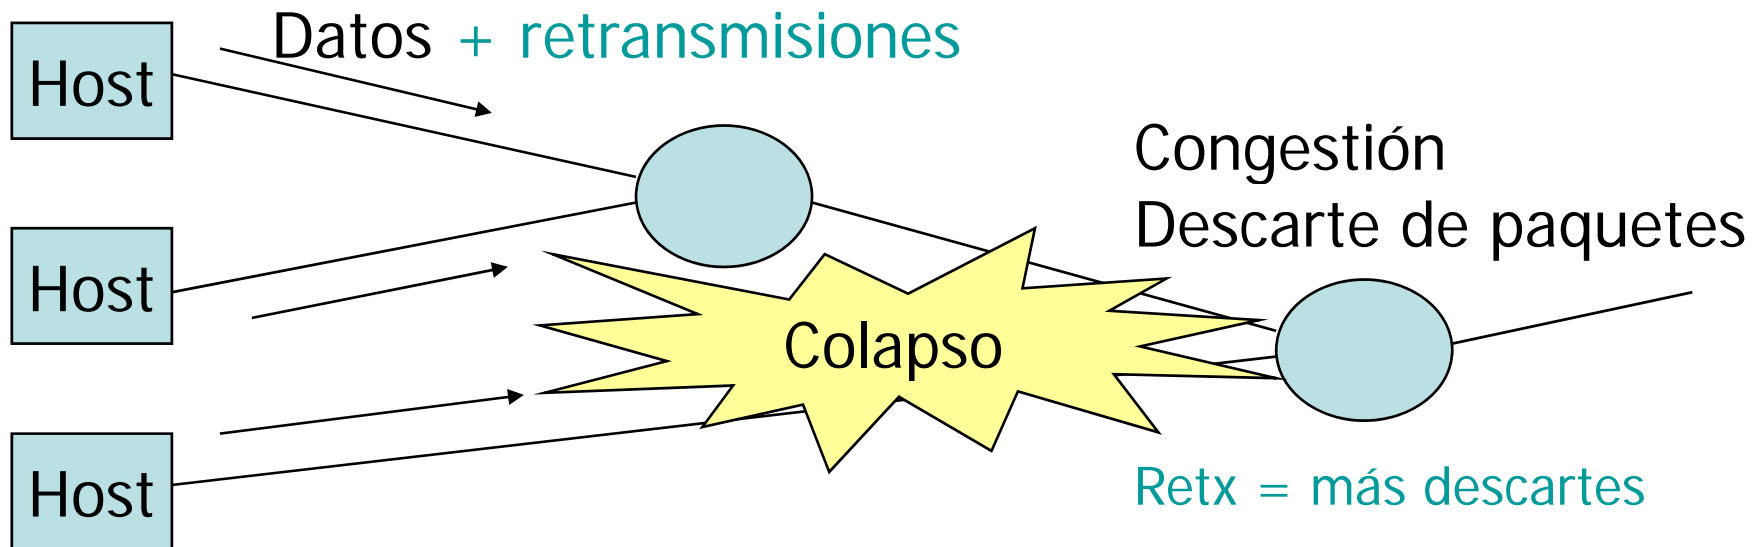 Datos + retransmisiones
Host
Congestión
Descarte de paquetes
Host
Colapso
Host
Retx = más descartes